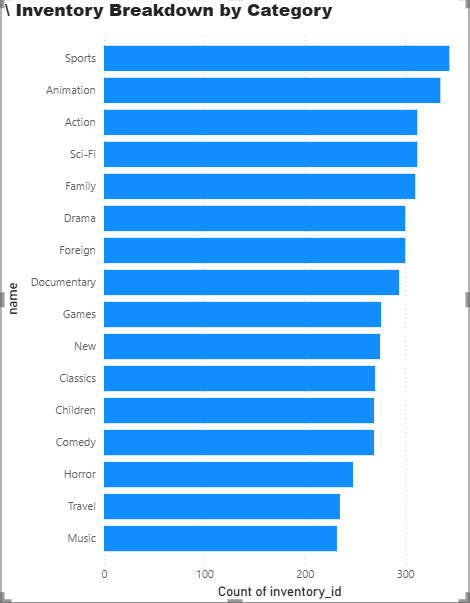 \ Inventory Breakdown by Category
Sports
Animation
Action
Sci-Fi
Family
Drama
Foreign
Documentary
Games
New
Classics
Children
Comedy
Horror
Travel
Music
name
0 100 200 300
Count of inventory_id